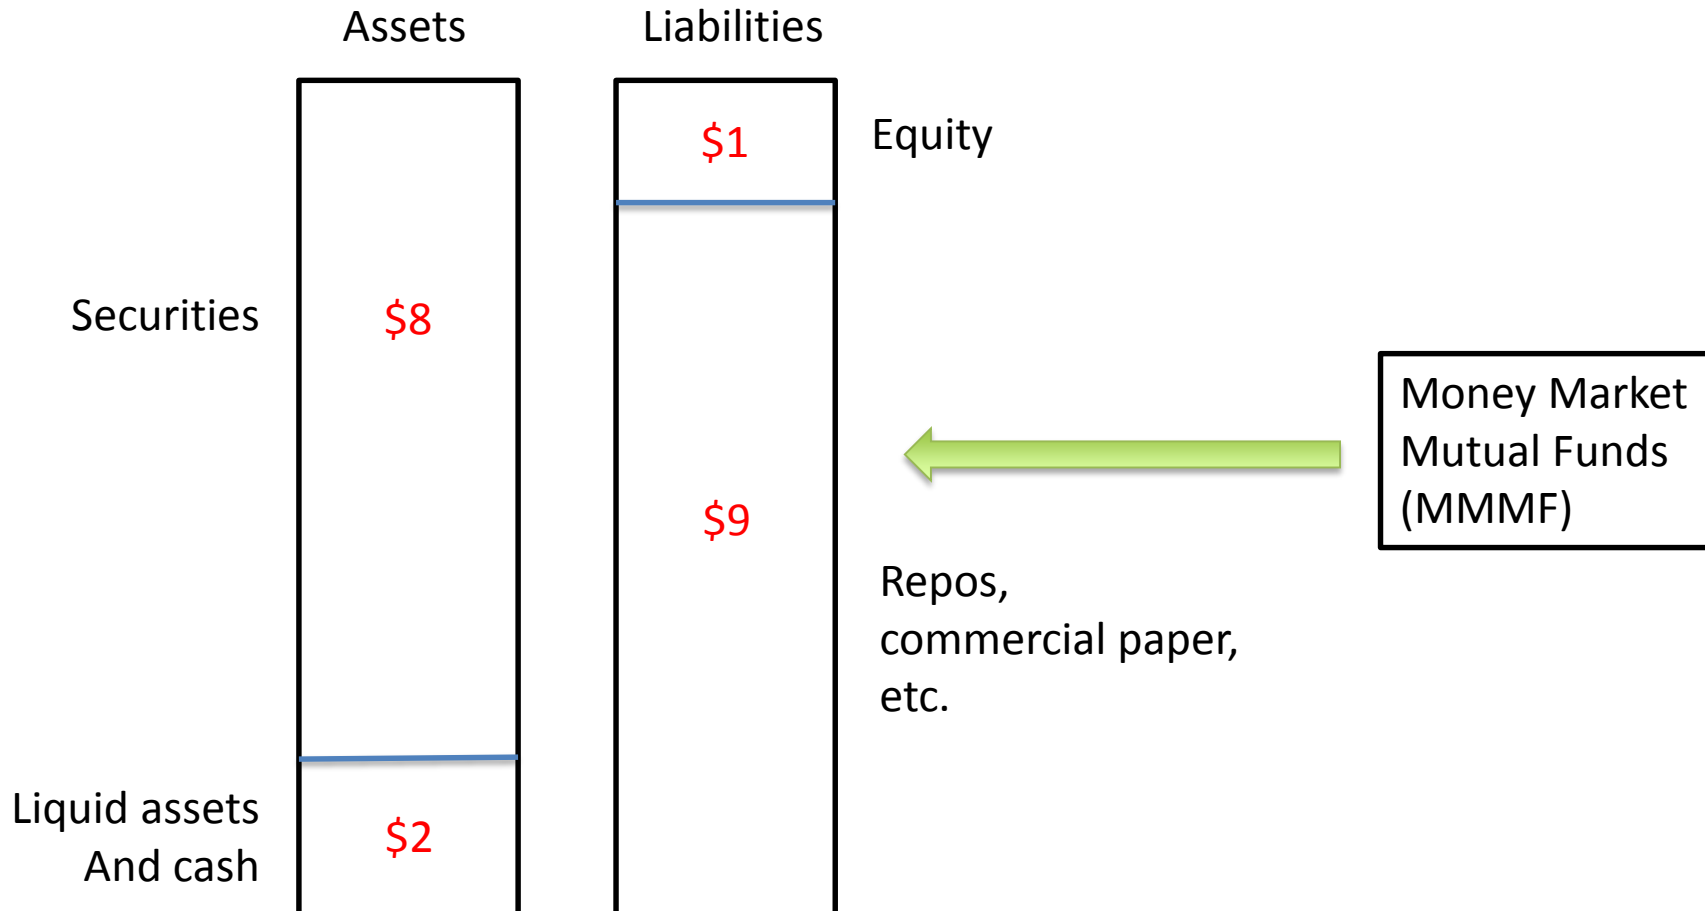 Assets
Liabilities
$1
Equity
Securities
$8
Money Market
Mutual Funds
(MMMF)
$9
Repos,
commercial paper,
etc.
Liquid assets
And cash
$2